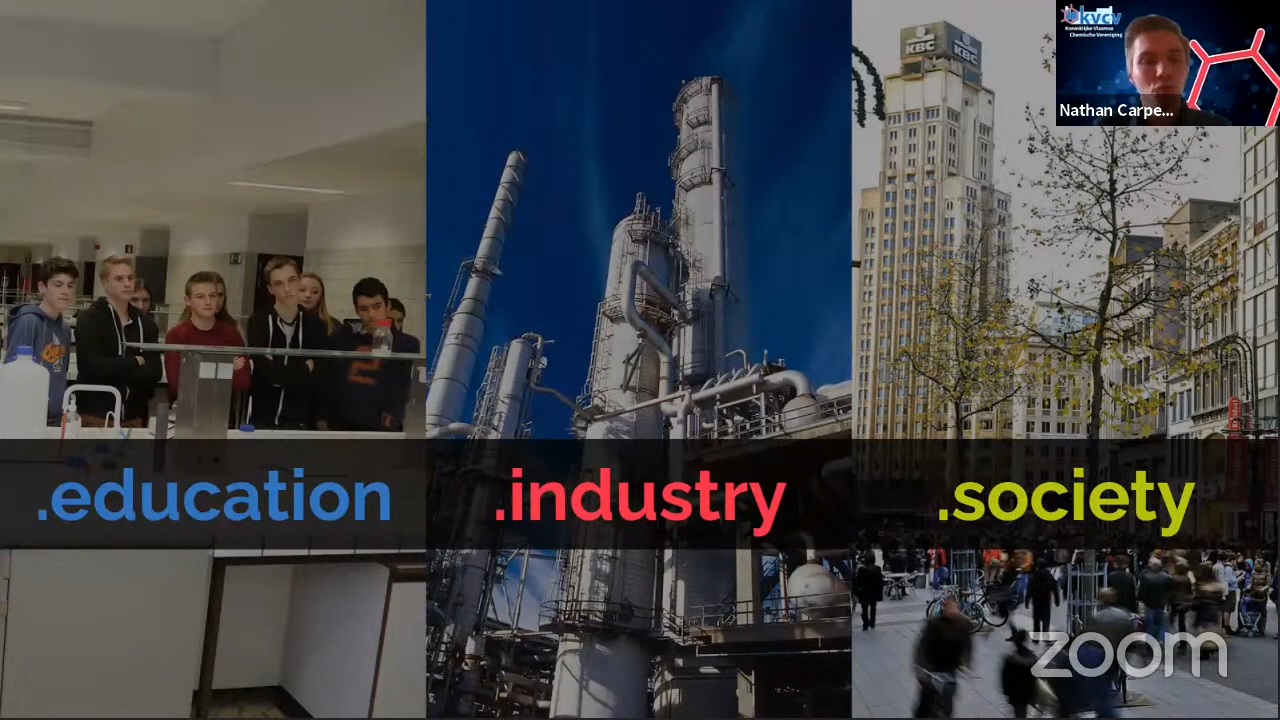 kvcv
Koninklijke Vlaamse
Chemische Vereniging
Nathan Carpe...
KBC
KBC
.education
.industry
.society
zoom